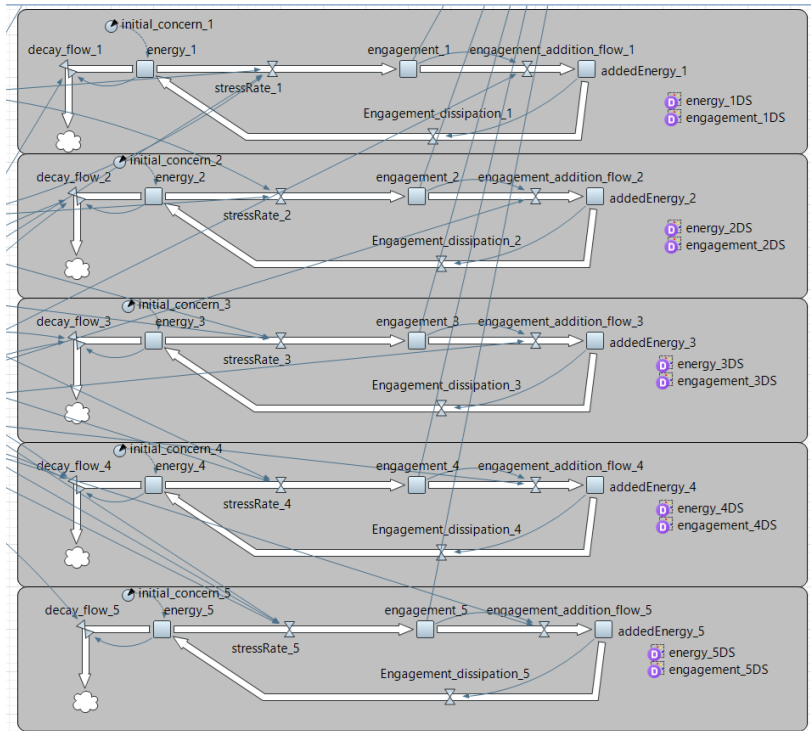 initial_concern_1
decay_flow_1
energy_1
engagement_1
engagement_addition_flow_1
stressRate_1
addedEnergy_1
Engagement_dissipation_1
energy_1DS
engagement_1DS
initial_concern_2
decay_flow_2
energy_2
engagement_2
engagement_addition_flow_2
stressRate_2
addedEnergy_2
Engagement_dissipation_2
energy_2DS
engagement_2DS
initial_concern_3
decay_flow_3
energy_3
engagement_3
engagement_addition_flow_3
stressRate_3
addedEnergy_3
Engagement_dissipation_3
energy_3DS
engagement_3DS
initial_concern_4
decay_flow_4
energy_4
engagement_4
engagement_addition_flow_4
stressRate_4
addedEnergy_4
Engagement_dissipation_4
energy_4DS
engagement_4DS
initial_concern_5
decay_flow_5
energy_5
engagement_5
engagement_addition_flow_5
stressRate_5
addedEnergy_5
Engagement_dissipation_5
energy_5DS
engagement_5DS